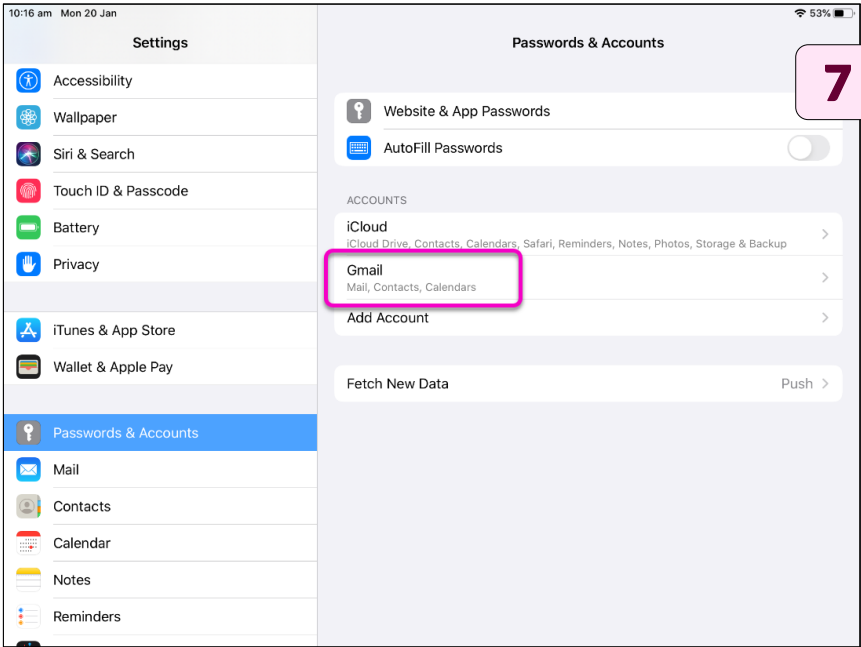 10:16 am Mon 20 Jan
53%
Settings
Accessibility
Wallpaper
Siri & Search
Touch ID & Passcode
Battery
Privacy
iTunes & App Store
Wallet & Apple Pay
Passwords & Accounts
Mail
Contacts
Calendar
Notes
Reminders
Passwords & Accounts
7
Website & App Passwords
AutoFill Passwords
ACCOUNTS
iCloud
iCloud Drive, Contacts, Calendars, Safari, Reminders, Notes, Photos, Storage & Backup
Gmail
Mail, Contacts, Calendars
Add Account
Fetch New Data Push